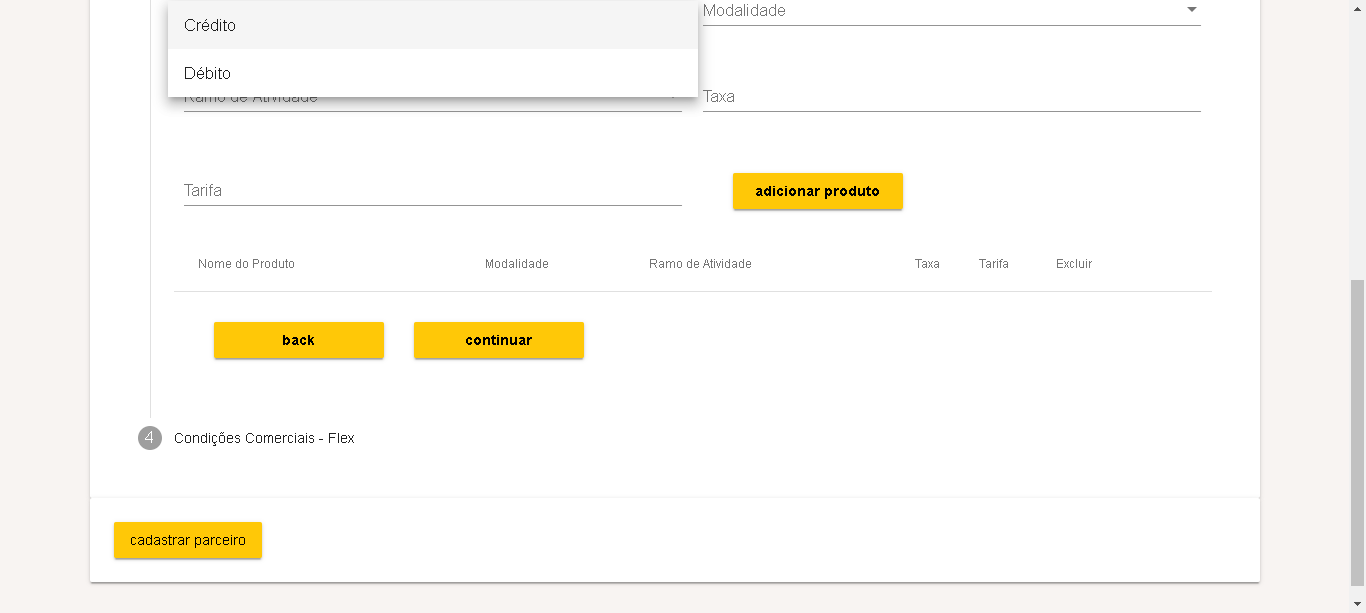 Crédito
Modalidade
Débito
Ramo de Atividade
Taxa
Tarifa
adicionar produto
Nome do Produto Modalidade Ramo de Atividade Taxa Tarifa Excluir
back continuar
4 Condições Comerciais - Flex
cadastrar parceiro